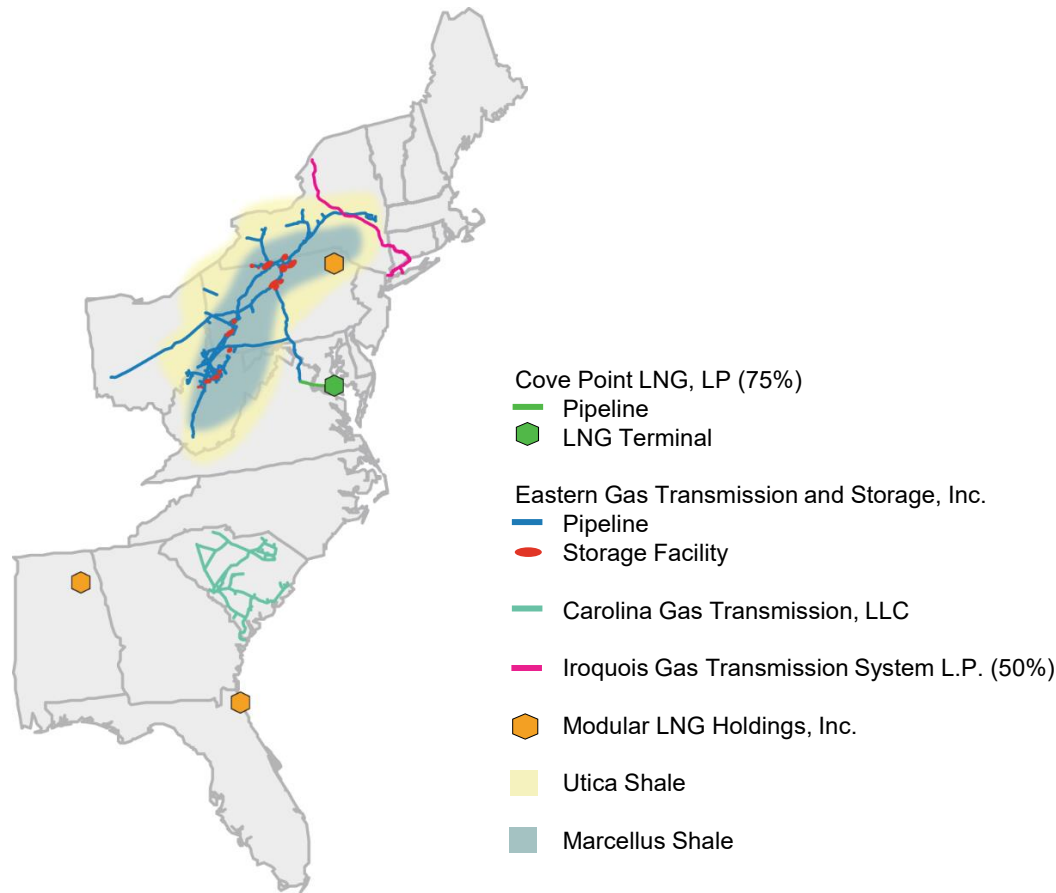 Cove Point LNG, LP (75%)
Pipeline
LNG Terminal
Eastern Gas Transmission and Storage, Inc.
Pipeline
Storage Facility
Carolina Gas Transmission, LLC
Iroquois Gas Transmission System L.P. (50%)
Modular LNG Holdings, Inc.
Utica Shale
Marcellus Shale